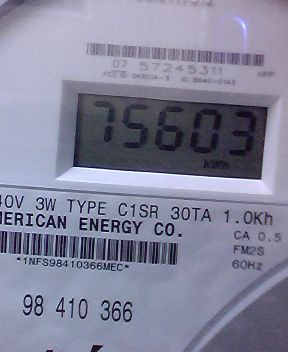 07 57245311
75603
kWh
40V 3W TYPE C1SR 30TA 1.0Kh
MERICAN ENERGY CO.
CA 0.5
FM2S
*1NFS98410366MEC*
60Hz
98 410 366